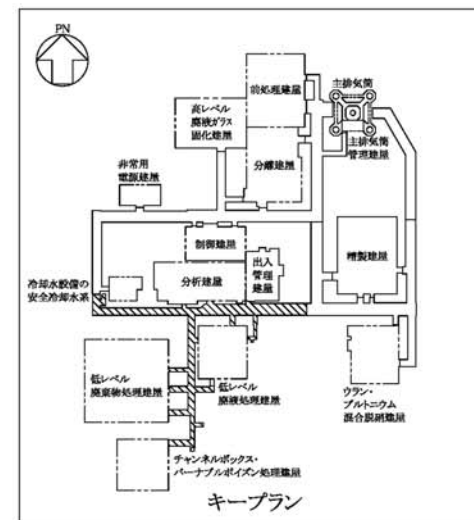 PN
前処理建屋
主排気筒
高レベル
廃液ガラス
固化建屋
主排気筒
管理建屋
分離建屋
非常用
電源建屋
制御建屋
精製建屋
出入
管理
建屋
分析建屋
冷却水設備の
安全冷却水系
低レベル
廃棄物処理建屋
低レベル
廃液処理建屋
ウラン・
プルトニウム
混合脱硝建屋
チャンネルボックス・
バーナブルポイズン処理建屋
キープラン